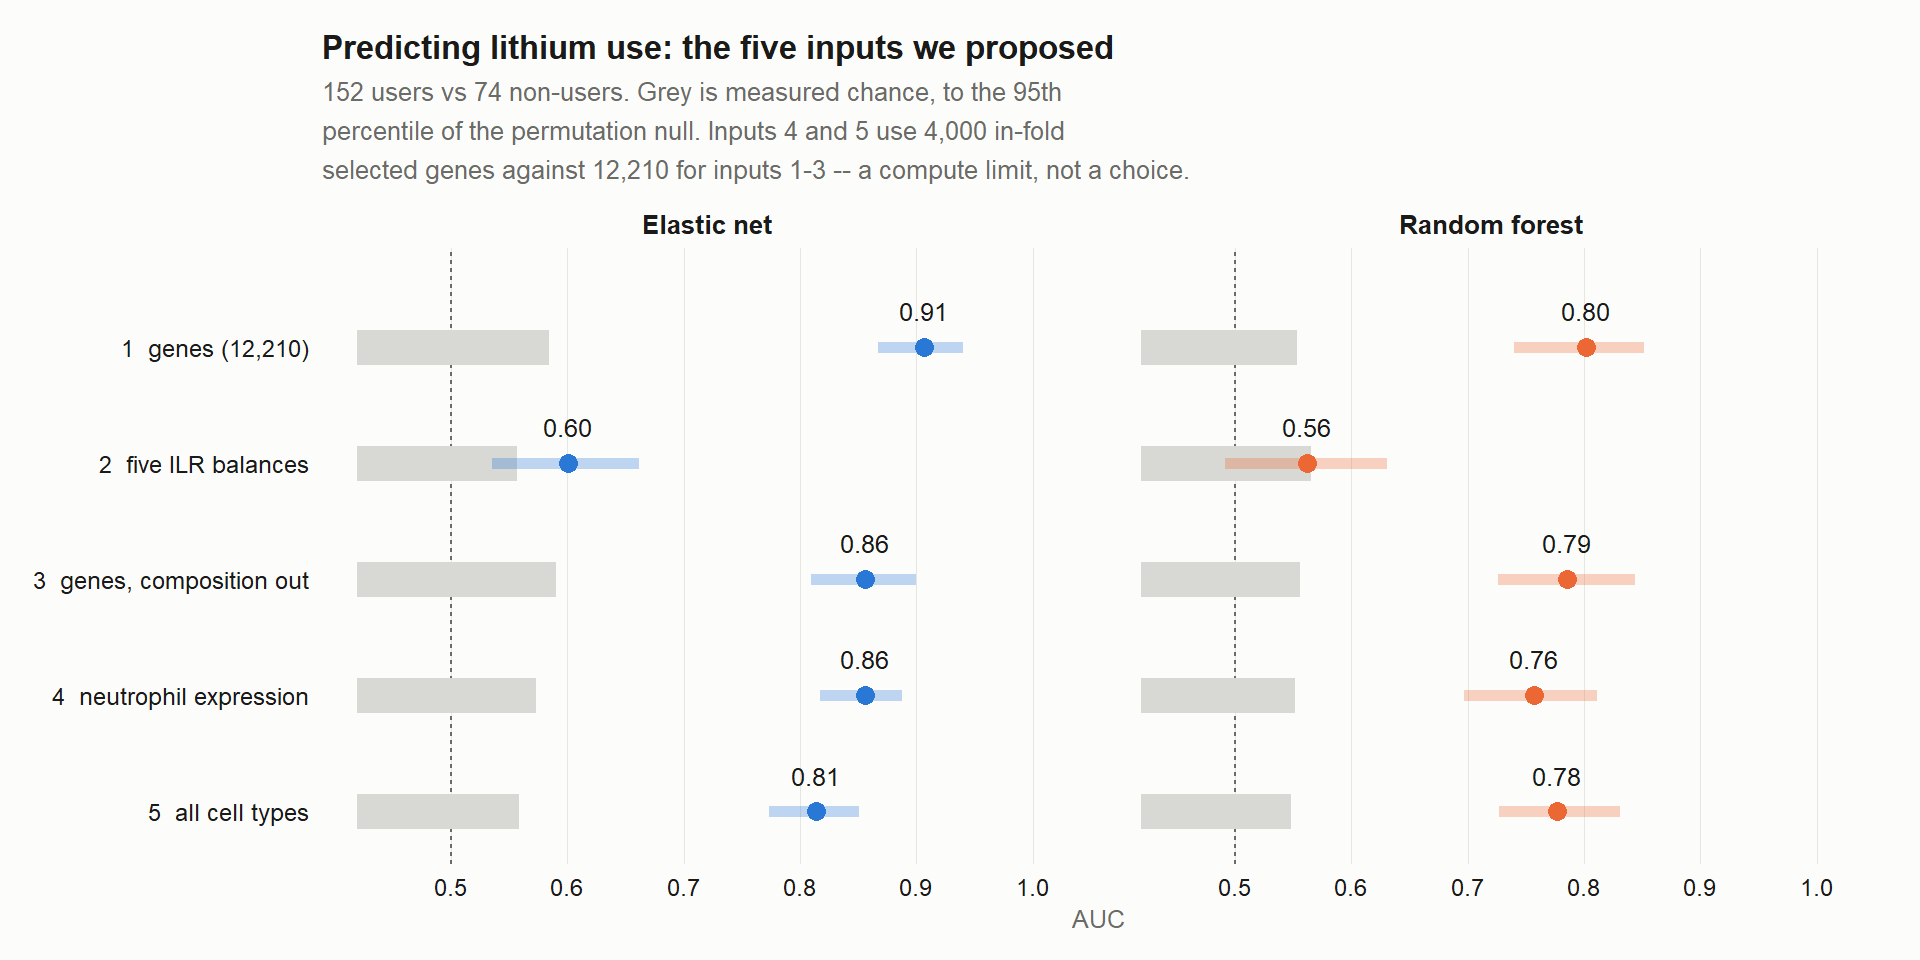 Predicting lithium use: the five inputs we proposed
152 users vs 74 non-users. Grey is measured chance, to the 95th
percentile of the permutation null. Inputs 4 and 5 use 4,000 in-fold
selected genes against 12,210 for inputs 1-3 -- a compute limit, not a choice.
Elastic net
Random forest
1 genes (12,210)
0.91
0.80
2 five ILR balances
0.60
0.56
3 genes, composition out
0.86
0.79
4 neutrophil expression
0.86
0.76
5 all cell types
0.81
0.78
0.5 0.6 0.7 0.8 0.9 1.0
0.5 0.6 0.7 0.8 0.9 1.0
AUC